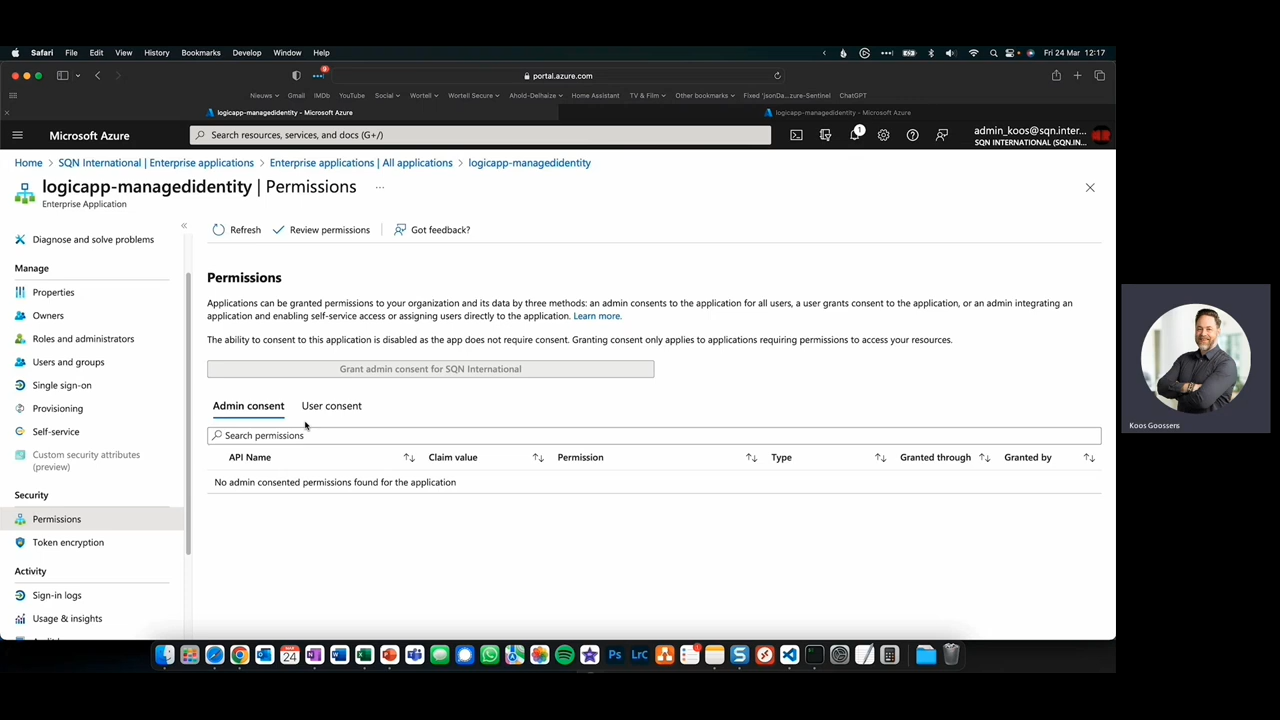 Safari File Edit View History Bookmarks Develop Window Help Fri 24 Mar 12:17
portal.azure.com
Nieuws Gmail IMDb YouTube Social Wortell Wortell Secure Ahold-Delhaize Home Assistant TV & Film Other bookmarks Fixed 'jsonDa...zure-Sentinel ChatGPT
logicapp-managedidentity - Microsoft Azure logicapp-managedidentity - Microsoft Azure
Microsoft Azure Search resources, services, and docs (G+/) 1 admin_koos@sqn.inter...
SQN INTERNATIONAL (SQN.IN...
Home > SQN International | Enterprise applications > Enterprise applications | All applications > logicapp-managedidentity
logicapp-managedidentity | Permissions ...
Enterprise Application
Diagnose and solve problems
Manage
Properties
Owners
Roles and administrators
Users and groups
Single sign-on
Provisioning
Self-service
Custom security attributes
(preview)
Security
Permissions
Token encryption
Activity
Sign-in logs
Usage & insights
Refresh Review permissions Got feedback?
Permissions
Applications can be granted permissions to your organization and its data by three methods: an admin consents to the application for all users, a user grants consent to the application, or an admin integrating an
application and enabling self-service access or assigning users directly to the application. Learn more.
The ability to consent to this application is disabled as the app does not require consent. Granting consent only applies to applications requiring permissions to access your resources.
Grant admin consent for SQN International
Admin consent User consent
Search permissions
API Name Claim value Permission Type Granted through Granted by
No admin consented permissions found for the application
Koos Goossens
MAR
24
Ps LrC